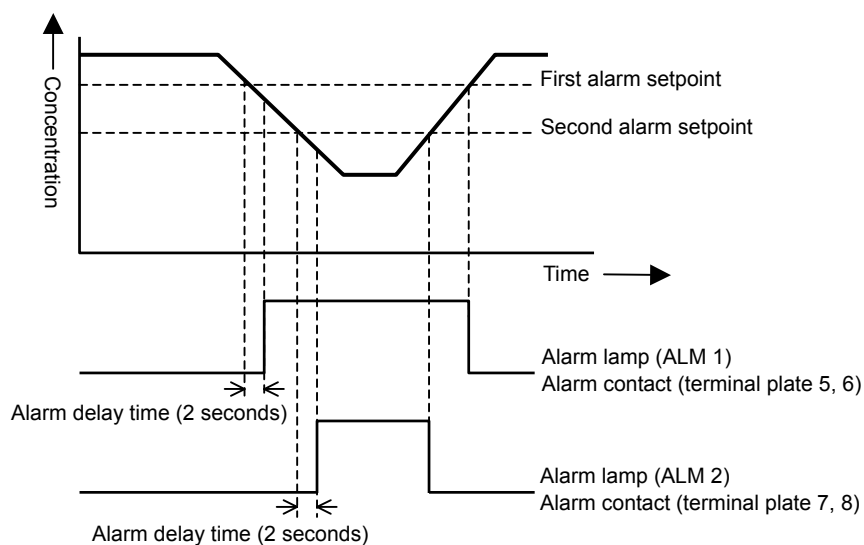 Concentration
First alarm setpoint
Second alarm setpoint
Time
Alarm lamp (ALM 1)
Alarm contact (terminal plate 5, 6)
Alarm delay time (2 seconds)
Alarm lamp (ALM 2)
Alarm contact (terminal plate 7, 8)
Alarm delay time (2 seconds)